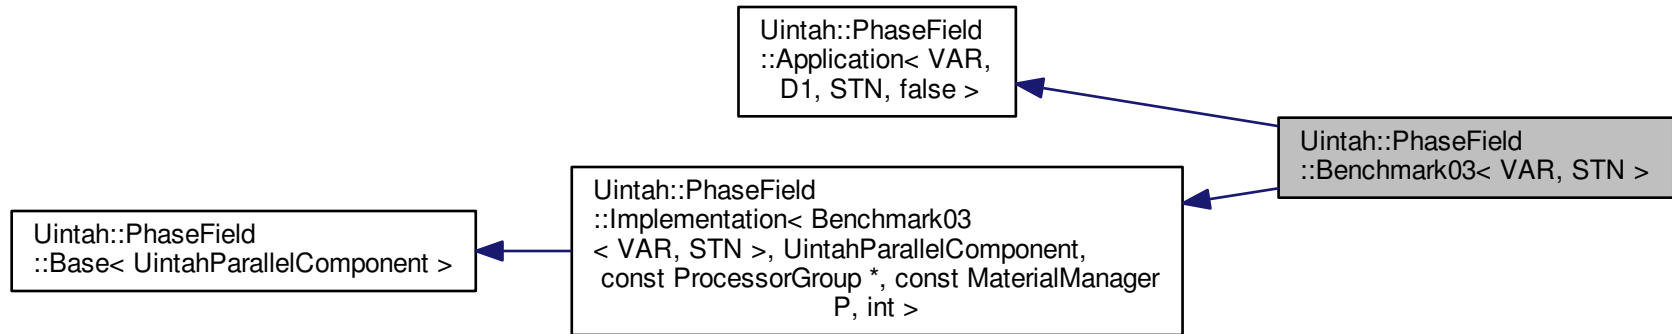 Uintah::PhaseField
::Application< VAR,
D1, STN, false >
Uintah::PhaseField
::Benchmark03< VAR, STN >
Uintah::PhaseField
::Implementation< Benchmark03
< VAR, STN >, UintahParallelComponent,
const ProcessorGroup *, const MaterialManager
P, int >
Uintah::PhaseField
::Base< UintahParallelComponent >